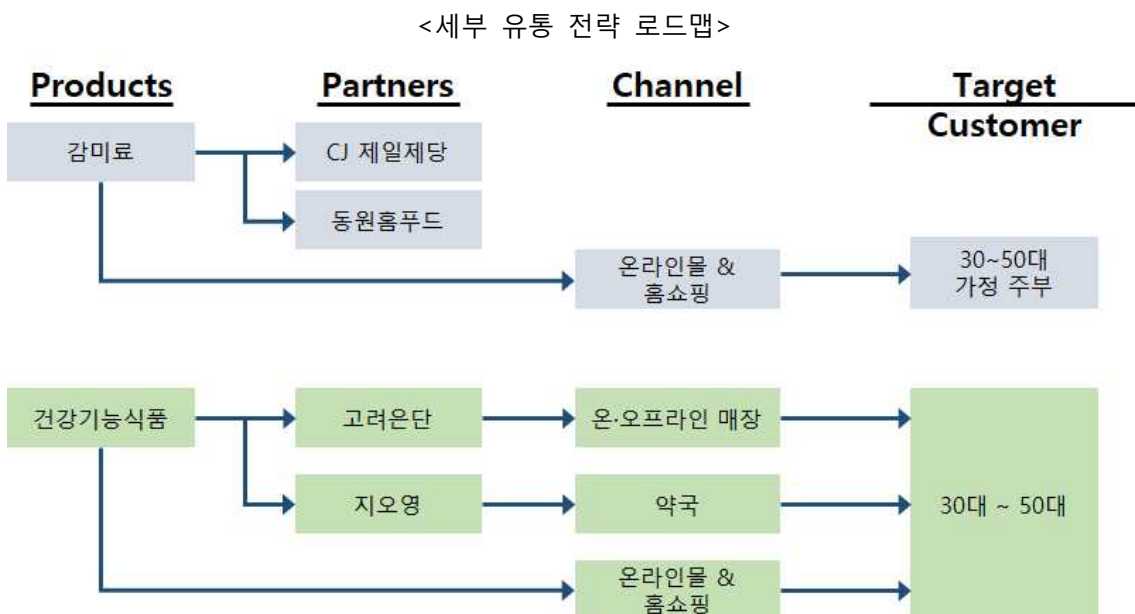 <세부 유통 전략 로드맵>
Products
Partners
Channel
Target
Customer
감미료
CJ 제일제당
동원홈푸드
온라인몰 &
홈쇼핑
30~50대
가정 주부
건강기능식품
고려은단
온·오프라인 매장
지오영
약국
30대 ~ 50대
온라인몰 &
홈쇼핑